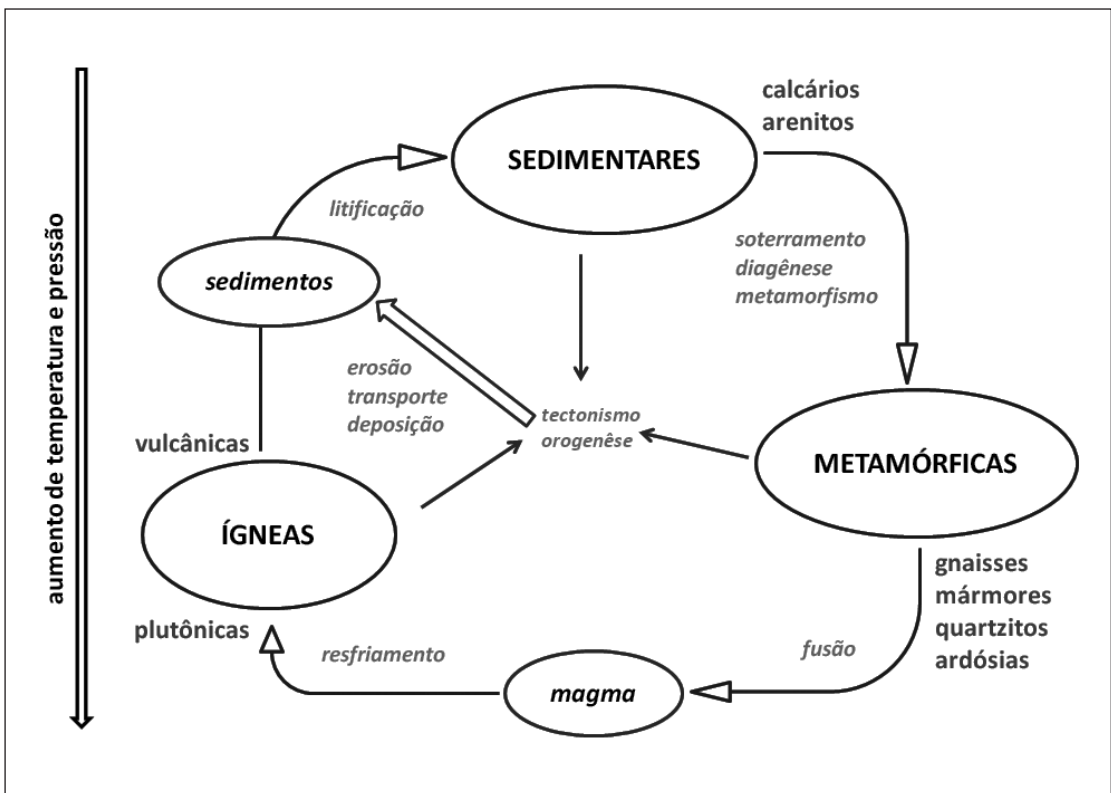 aumento de temperatura e pressão
calcários
arenitos
SEDIMENTARES
litificação
soterramento
diagênese
metamorfismo
sedimentos
erosão
transporte
deposição
tectonismo
orogenêse
vulcânicas
METAMÓRFICAS
ÍGNEAS
gnaisses
mármores
quartzitos
ardósias
plutônicas
resfriamento
fusão
magma